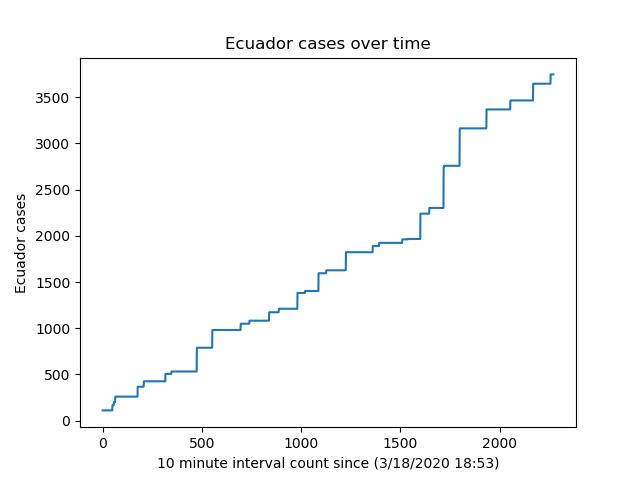 Ecuador cases over time
3500
3000
2500
2000
1500
1000
500
0
Ecuador cases
0 500 1000 1500 2000
10 minute interval count since (3/18/2020 18:53)